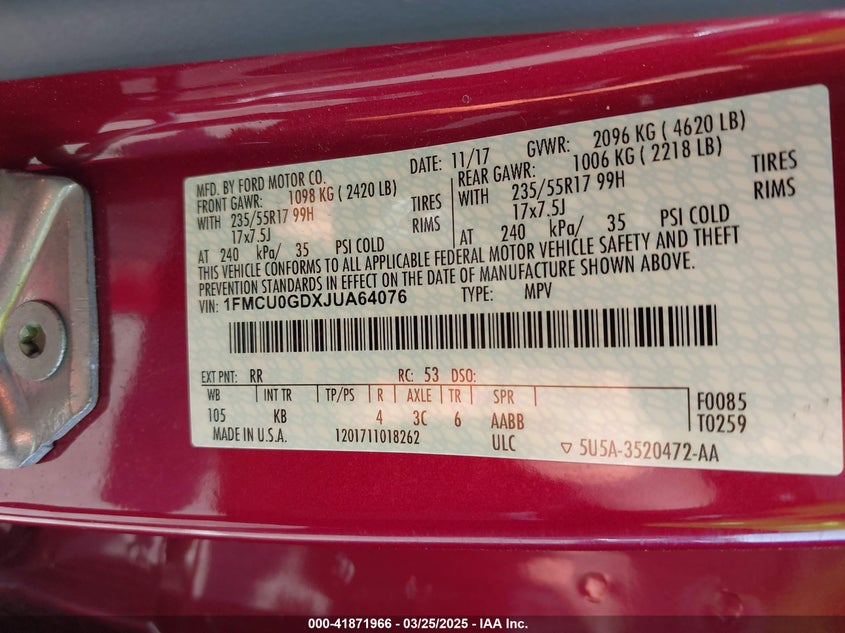 MFD. BY FORD MOTOR CO. DATE: 11/17 GVWR: 2096 KG ( 4620 LB)
FRONT GAWR: 1098 KG ( 2420 LB) REAR GAWR: 1006 KG ( 2218 LB)
WITH 235/55R17 99H TIRES WITH 235/55R17 99H TIRES
17x7.5J RIMS 17x7.5J RIMS
AT 240 kPa/ 35 PSI COLD AT 240 kPa/ 35 PSI COLD
THIS VEHICLE CONFORMS TO ALL APPLICABLE FEDERAL MOTOR VEHICLE SAFETY AND THEFT
PREVENTION STANDARDS IN EFFECT ON THE DATE OF MANUFACTURE SHOWN ABOVE.
VIN: 1FMCU0GDXJUA64076 TYPE: MPV
EXT PNT: RR RC: 53 DSO:
WB INT TR TP/PS R AXLE TR SPR F0085
105 KB 4 3C 6 AABB T0259
MADE IN U.S.A. 1201711018262 ULC ▽ 5U5A-3520472-AA
000-41871966 - 03/25/2025 - IAA Inc.